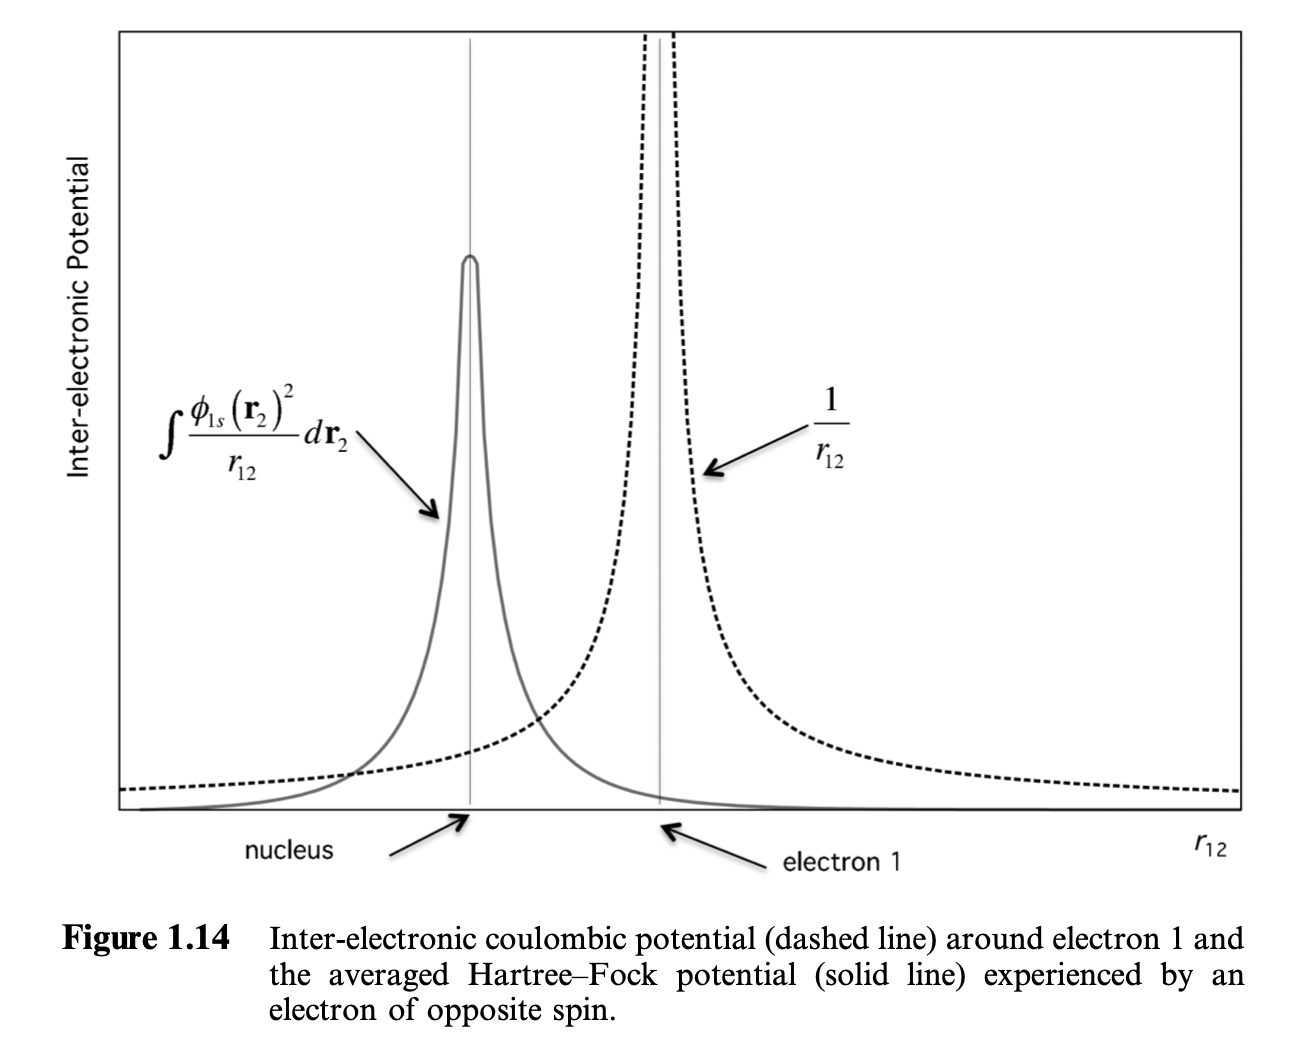 Inter-electronic Potential
∫ ϕ₁ₛ(r₂)² / r₁₂ dr₂
1 / r₁₂
nucleus
electron 1
r₁₂
Figure 1.14 Inter-electronic coulombic potential (dashed line) around electron 1 and
the averaged Hartree–Fock potential (solid line) experienced by an
electron of opposite spin.